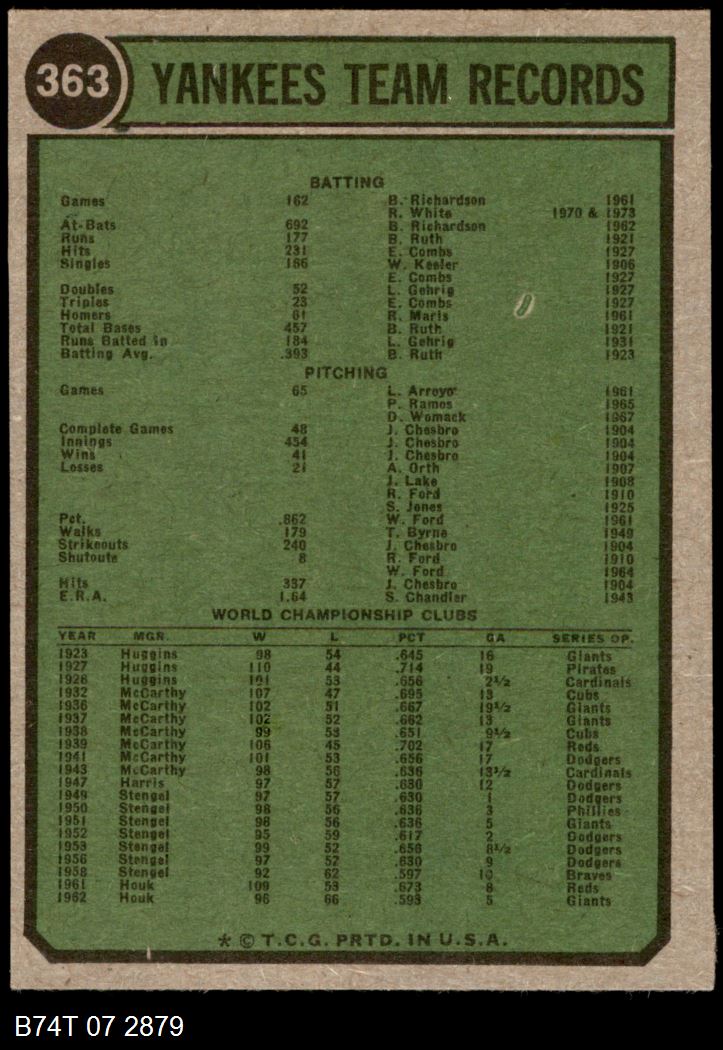 363 YANKEES TEAM RECORDS
BATTING
Games 162 B. Richardson 1961
R. White 1970 & 1973
At-Bats 692 B. Richardson 1962
Runs 177 B. Ruth 1921
Hits 231 E. Combs 1927
Singles 166 W. Keeler 1906
E. Combs 1927
Doubles 52 L. Gehrig 1927
Triples 23 E. Combs 1927
Homers 61 R. Maris 1961
Total Bases 457 B. Ruth 1921
Runs Batted In 184 L. Gehrig 1931
Batting Avg. .393 B. Ruth 1923
PITCHING
Games 65 L. Arroyo 1961
P. Ramos 1965
D. Womack 1967
Complete Games 48 J. Chesbro 1904
Innings 454 J. Chesbro 1904
Wins 41 J. Chesbro 1904
Losses 21 A. Orth 1907
J. Lake 1908
R. Ford 1910
S. Jones 1925
Pct. .862 W. Ford 1961
Walks 179 T. Byrne 1949
Strikeouts 240 J. Chesbro 1904
Shutouts 8 R. Ford 1910
W. Ford 1964
Hits 337 J. Chesbro 1904
E.R.A. 1.64 S. Chandler 1943
WORLD CHAMPIONSHIP CLUBS
YEAR MGR. W L PCT GA SERIES OP.
1923 Huggins 98 54 .645 16 Giants
1927 Huggins 110 44 .714 19 Pirates
1928 Huggins 101 53 .656 2½ Cardinals
1932 McCarthy 107 47 .695 13 Cubs
1936 McCarthy 102 51 .667 19½ Giants
1937 McCarthy 102 52 .662 13 Giants
1938 McCarthy 99 53 .651 9½ Cubs
1939 McCarthy 106 45 .702 17 Reds
1941 McCarthy 101 53 .656 17 Dodgers
1943 McCarthy 98 56 .636 13½ Cardinals
1947 Harris 97 57 .630 12 Dodgers
1949 Stengel 97 57 .630 1 Dodgers
1950 Stengel 98 56 .636 3 Phillies
1951 Stengel 98 56 .636 5 Giants
1952 Stengel 95 59 .617 2 Dodgers
1953 Stengel 99 52 .656 8½ Dodgers
1956 Stengel 97 57 .630 9 Dodgers
1958 Stengel 92 62 .597 10 Braves
1961 Houk 109 53 .673 8 Reds
1962 Houk 96 66 .593 5 Giants
* © T.C.G. PRTD. IN U.S.A.
B74T 07 2879